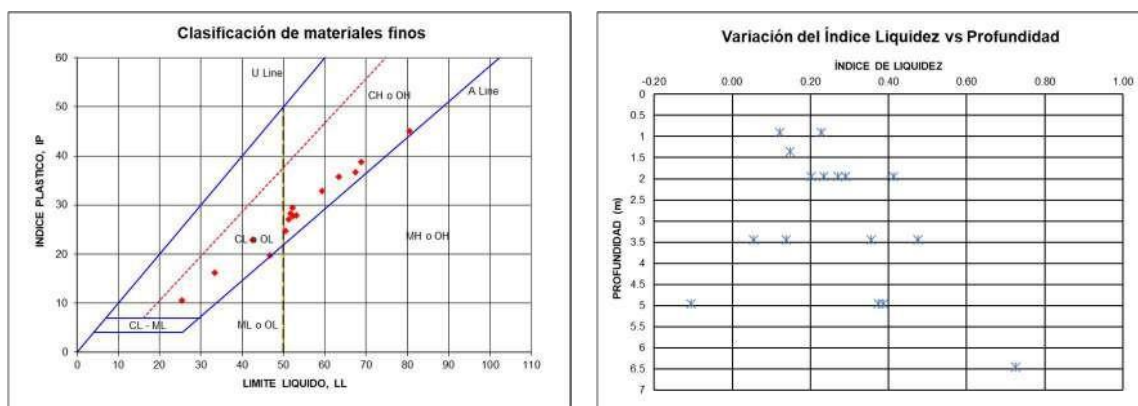 Clasificación de materiales finos
INDICE PLASTICO, IP
60
50
40
30
20
10
0
U Line
CH o OH
A Line
CL o OL
MH o OH
CL - ML
ML o OL
0 10 20 30 40 50 60 70 80 90 100 110
LIMITE LIQUIDO, LL
Variación del Índice Liquidez vs Profundidad
ÍNDICE DE LIQUIDEZ
-0.20 0.00 0.20 0.40 0.60 0.80 1.00
PROFUNDIDAD (m)
0
0.5
1
1.5
2
2.5
3
3.5
4
4.5
5
5.5
6
6.5
7